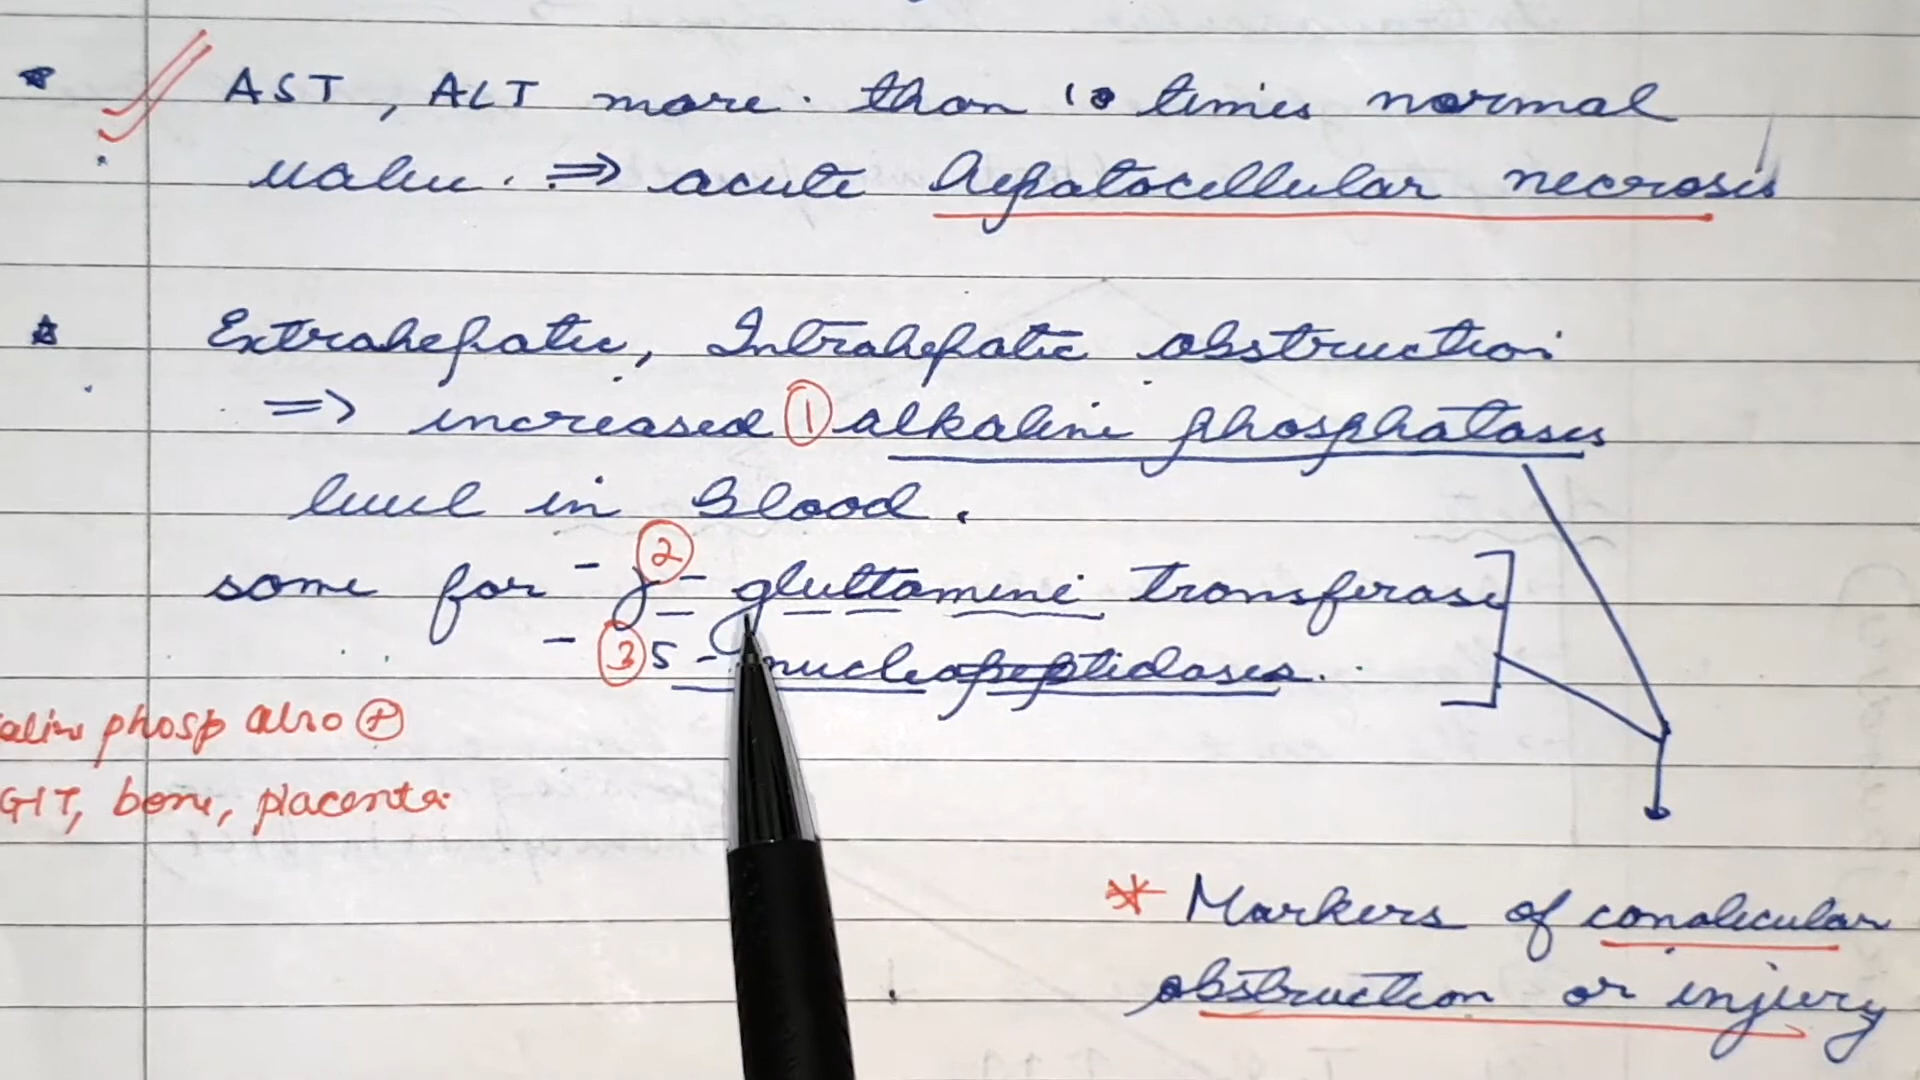 AST, ALT more than 10 times normal
value. ⇒ acute hepatocellular necrosis
Extrahepatic, Intrahepatic obstruction
⇒ increased ① alkaline phosphatases
level in Blood.
same for - ② γ - gluttamine transferase
- ③ 5 - nucleopeptidases.
phosp also ⊕
GIT, bone, placenta
* Markers of canalicular
obstruction or injury